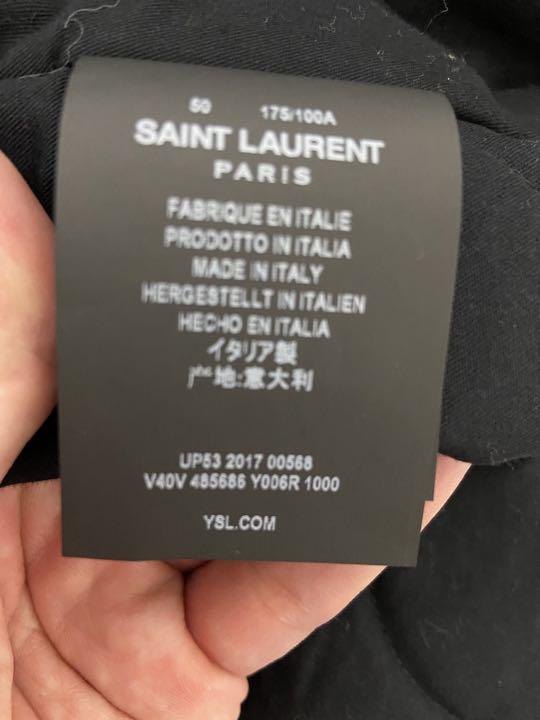 50 175/100A
SAINT LAURENT
PARIS
FABRIQUE EN ITALIE
PRODOTTO IN ITALIA
MADE IN ITALY
HERGESTELLT IN ITALIEN
HECHO EN ITALIA
イタリア製
产地:意大利
UP53 2017 00568
V40V 485686 Y006R 1000
YSL.COM